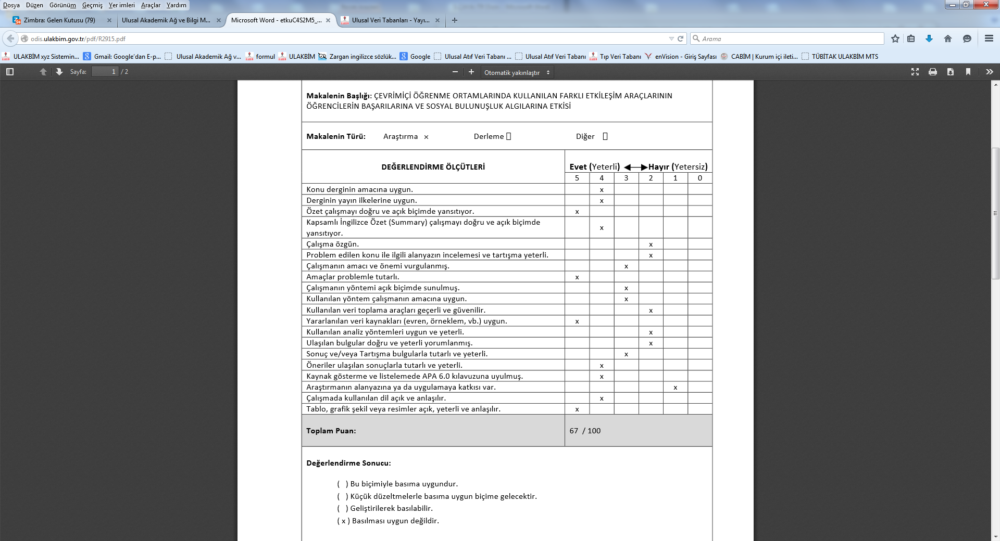 Dosya Düzen Görünüm Geçmiş Yer imleri Araçlar Yardım
Zimbra: Gelen Kutusu (79) Ulusal Akademik Ağ ve Bilgi M... Microsoft Word - etkuC4S2M5_... Ulusal Veri Tabanları - Yayı...
odis.ulakbim.gov.tr/pdf/R2915.pdf Arama
ULAKBİM xyz Sistemin... Gmail: Google'dan E-p... Ulusal Akademik Ağ v... formul ULAKBİM Zargan ingilizce sözlük... Google Ulusal Atıf Veri Tabanı ... Ulusal Atıf Veri Tabanı Tıp Veri Tabanı enVision - Giriş Sayfası CABİM | Kurum içi ileti... TÜBİTAK ULAKBİM MTS
Sayfa: 1 / 2 Otomatik yakınlaştır
Makalenin Başlığı: ÇEVRİMİÇİ ÖĞRENME ORTAMLARINDA KULLANILAN FARKLI ETKİLEŞİM ARAÇLARININ
ÖĞRENCİLERİN BAŞARILARINA VE SOSYAL BULUNUŞLUK ALGILARINA ETKİSİ
Makalenin Türü: Araştırma x Derleme Diğer
DEĞERLENDİRME ÖLÇÜTLERİ Evet (Yeterli) Hayır (Yetersiz)
5 4 3 2 1 0
Konu derginin amacına uygun. x
Derginin yayın ilkelerine uygun. x
Özet çalışmayı doğru ve açık biçimde yansıtıyor. x
Kapsamlı İngilizce Özet (Summary) çalışmayı doğru ve açık biçimde
yansıtıyor. x
Çalışma özgün. x
Problem edilen konu ile ilgili alanyazın incelemesi ve tartışma yeterli. x
Çalışmanın amacı ve önemi vurgulanmış. x
Amaçlar problemle tutarlı. x
Çalışmanın yöntemi açık biçimde sunulmuş. x
Kullanılan yöntem çalışmanın amacına uygun. x
Kullanılan veri toplama araçları geçerli ve güvenilir. x
Yararlanılan veri kaynakları (evren, örneklem, vb.) uygun. x
Kullanılan analiz yöntemleri uygun ve yeterli. x
Ulaşılan bulgular doğru ve yeterli yorumlanmış. x
Sonuç ve/veya Tartışma bulgularla tutarlı ve yeterli. x
Öneriler ulaşılan sonuçlarla tutarlı ve yeterli. x
Kaynak gösterme ve listelemede APA 6.0 kılavuzuna uyulmuş. x
Araştırmanın alanyazına ya da uygulamaya katkısı var. x
Çalışmada kullanılan dil açık ve anlaşılır. x
Tablo, grafik şekil veya resimler açık, yeterli ve anlaşılır. x
Toplam Puan: 67 / 100
Değerlendirme Sonucu:
( ) Bu biçimiyle basıma uygundur.
( ) Küçük düzeltmelerle basıma uygun biçime gelecektir.
( ) Geliştirilerek basılabilir.
( x ) Basılması uygun değildir.